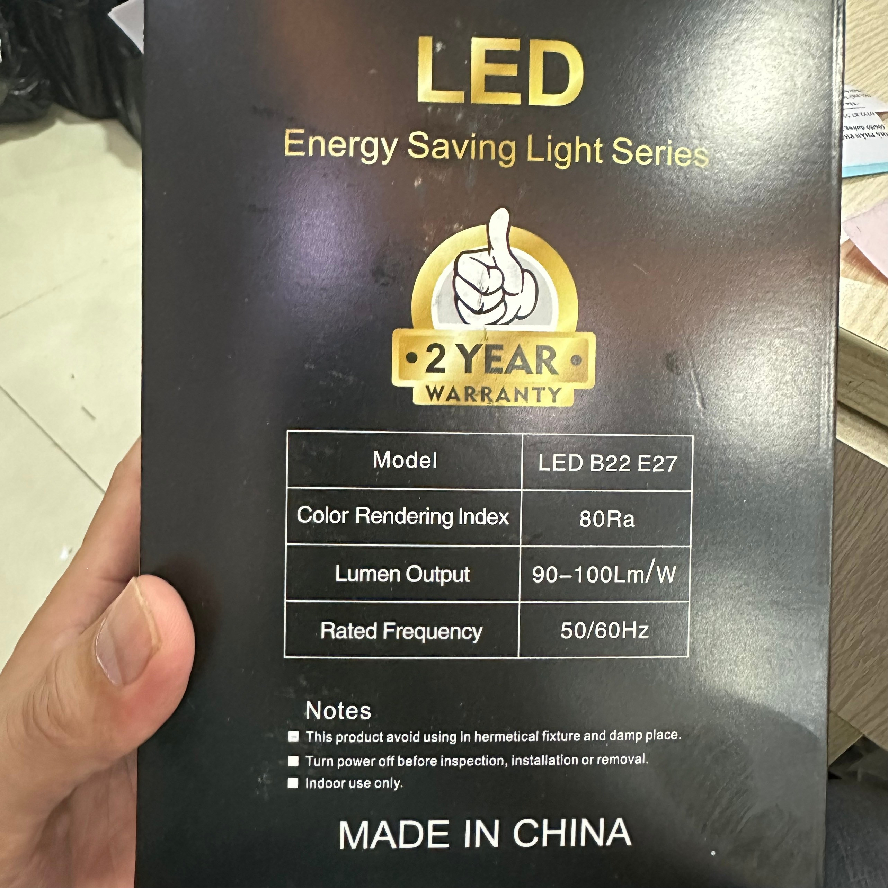 LED
Energy Saving Light Series
2 YEAR
WARRANTY
Model LED B22 E27
Color Rendering Index 80Ra
Lumen Output 90-100Lm/W
Rated Frequency 50/60Hz
Notes
This product avoid using in hermetical fixture and damp place.
Turn power off before inspection, installation or removal.
Indoor use only.
MADE IN CHINA